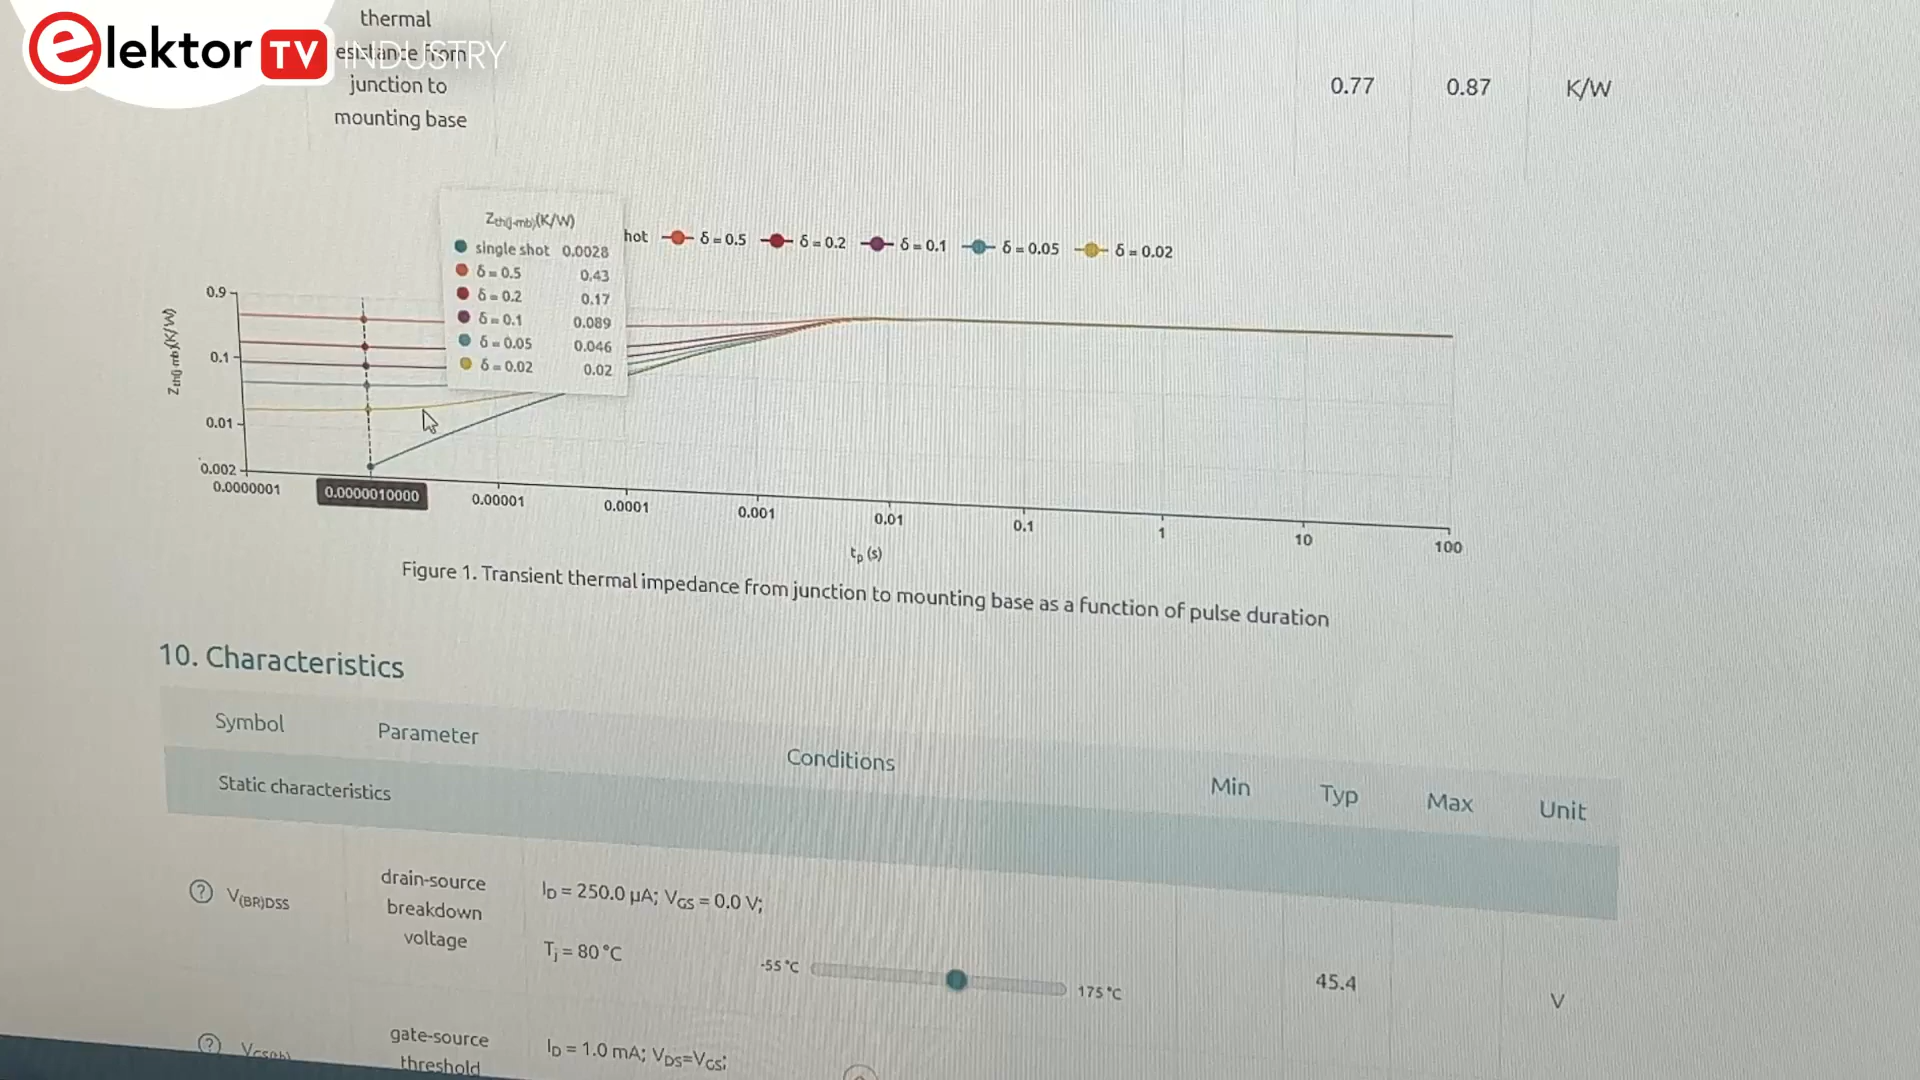 elektor TV INDUSTRY
thermal
esistance from
junction to
mounting base
0.77 0.87 K/W
Zth(j-mb)(K/W)
single shot 0.0028
δ = 0.5 0.43
δ = 0.2 0.17
δ = 0.1 0.089
δ = 0.05 0.046
δ = 0.02 0.02
hot δ = 0.5 δ = 0.2 δ = 0.1 δ = 0.05 δ = 0.02
Zth(j-mb)(K/W)
0.9
0.1
0.01
0.002
0.0000001 0.0000010000 0.00001 0.0001 0.001 0.01 0.1 1 10 100
tp (s)
Figure 1. Transient thermal impedance from junction to mounting base as a function of pulse duration
10. Characteristics
Symbol Parameter Conditions Min Typ Max Unit
Static characteristics
V(BR)DSS
drain-source
breakdown
voltage
ID = 250.0 µA; VGS = 0.0 V;
Tj = 80 °C
-55 °C 175 °C
45.4 V
? ?
gate-source
threshold
ID = 1.0 mA; VDS=VGS;